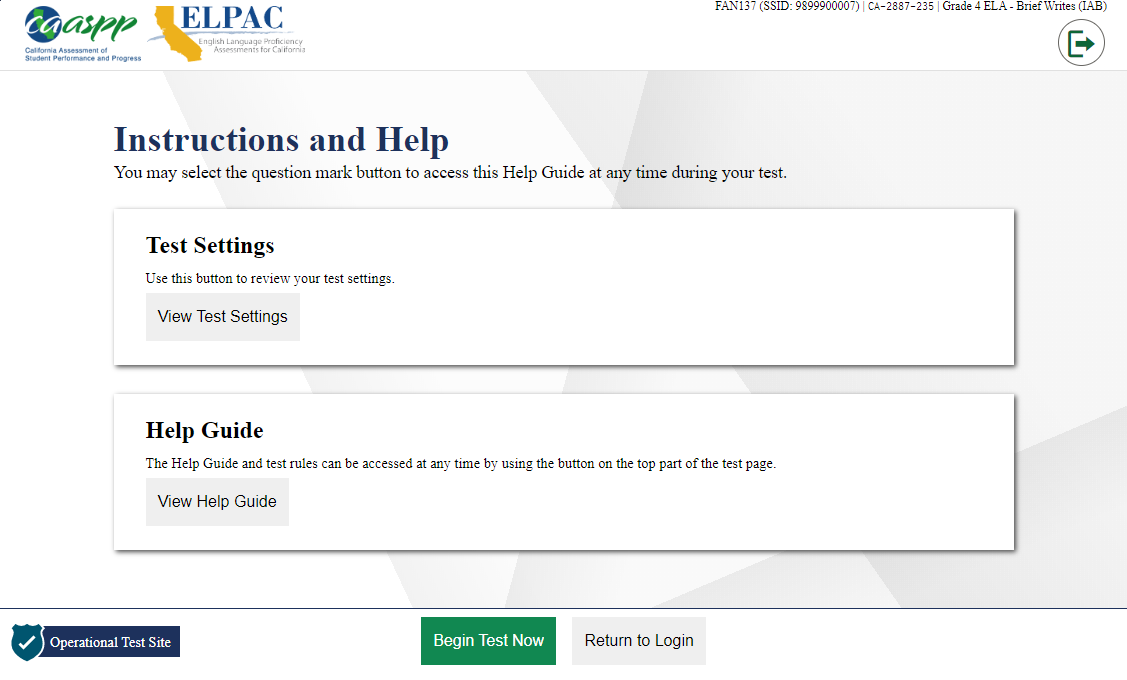 FAN137 (SSID: 9899900007) | CA-2887-235 | Grade 4 ELA - Brief Writes (IAB)
caaspp
California Assessment of
Student Performance and Progress
ELPAC
English Language Proficiency
Assessments for California
Instructions and Help
You may select the question mark button to access this Help Guide at any time during your test.
Test Settings
Use this button to review your test settings.
View Test Settings
Help Guide
The Help Guide and test rules can be accessed at any time by using the button on the top part of the test page.
View Help Guide
Operational Test Site
Begin Test Now
Return to Login